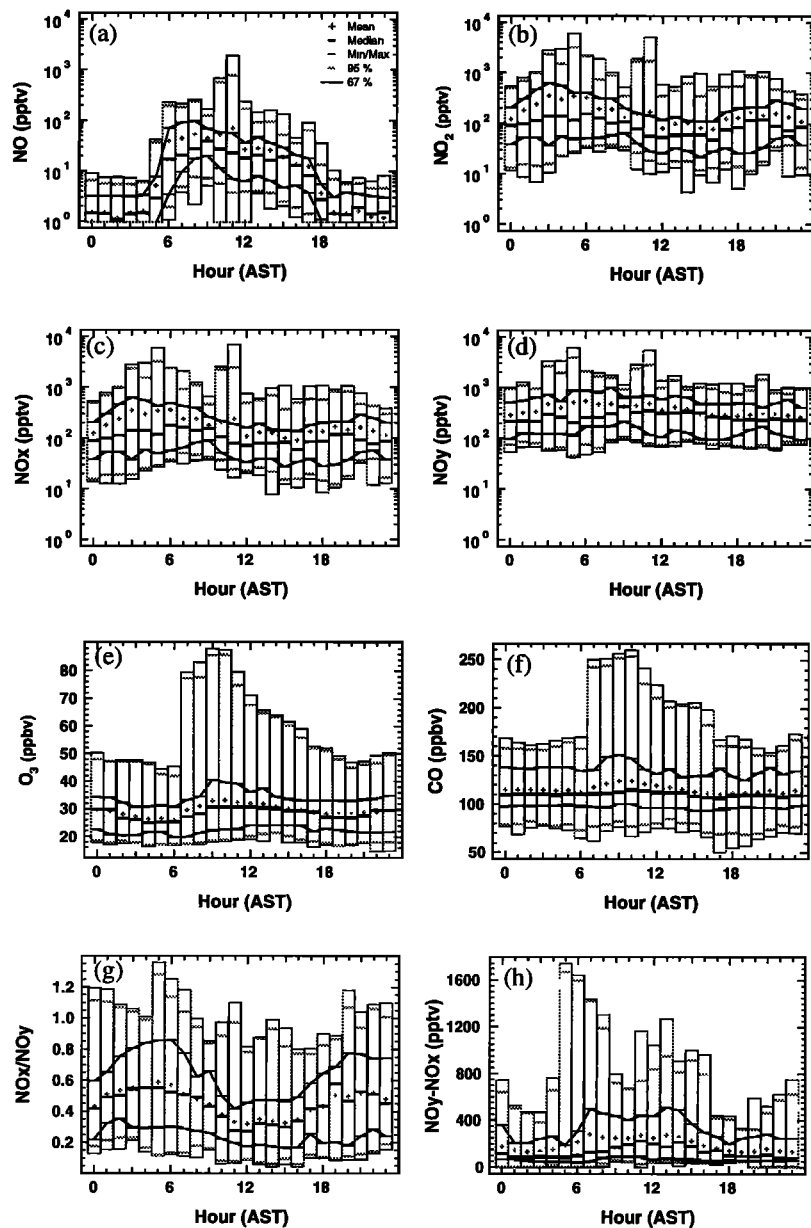 (a)
Mean
Median
Min/Max
95 %
67 %
10⁴
10³
10²
10¹
10⁰
NO (pptv)
0 6 12 18
Hour (AST)
(b)
10⁴
10³
10²
10¹
10⁰
NO₂ (pptv)
0 6 12 18
Hour (AST)
(c)
10⁴
10³
10²
10¹
10⁰
NOx (pptv)
0 6 12 18
Hour (AST)
(d)
10⁴
10³
10²
10¹
10⁰
NOy (pptv)
0 6 12 18
Hour (AST)
(e)
80
70
60
50
40
30
20
O₃ (ppbv)
0 6 12 18
Hour (AST)
(f)
250
200
150
100
50
CO (ppbv)
0 6 12 18
Hour (AST)
(g)
1.2
1.0
0.8
0.6
0.4
0.2
NOx/NOy
0 6 12 18
Hour (AST)
(h)
1600
1200
800
400
0
NOy-NOx (pptv)
0 6 12 18
Hour (AST)